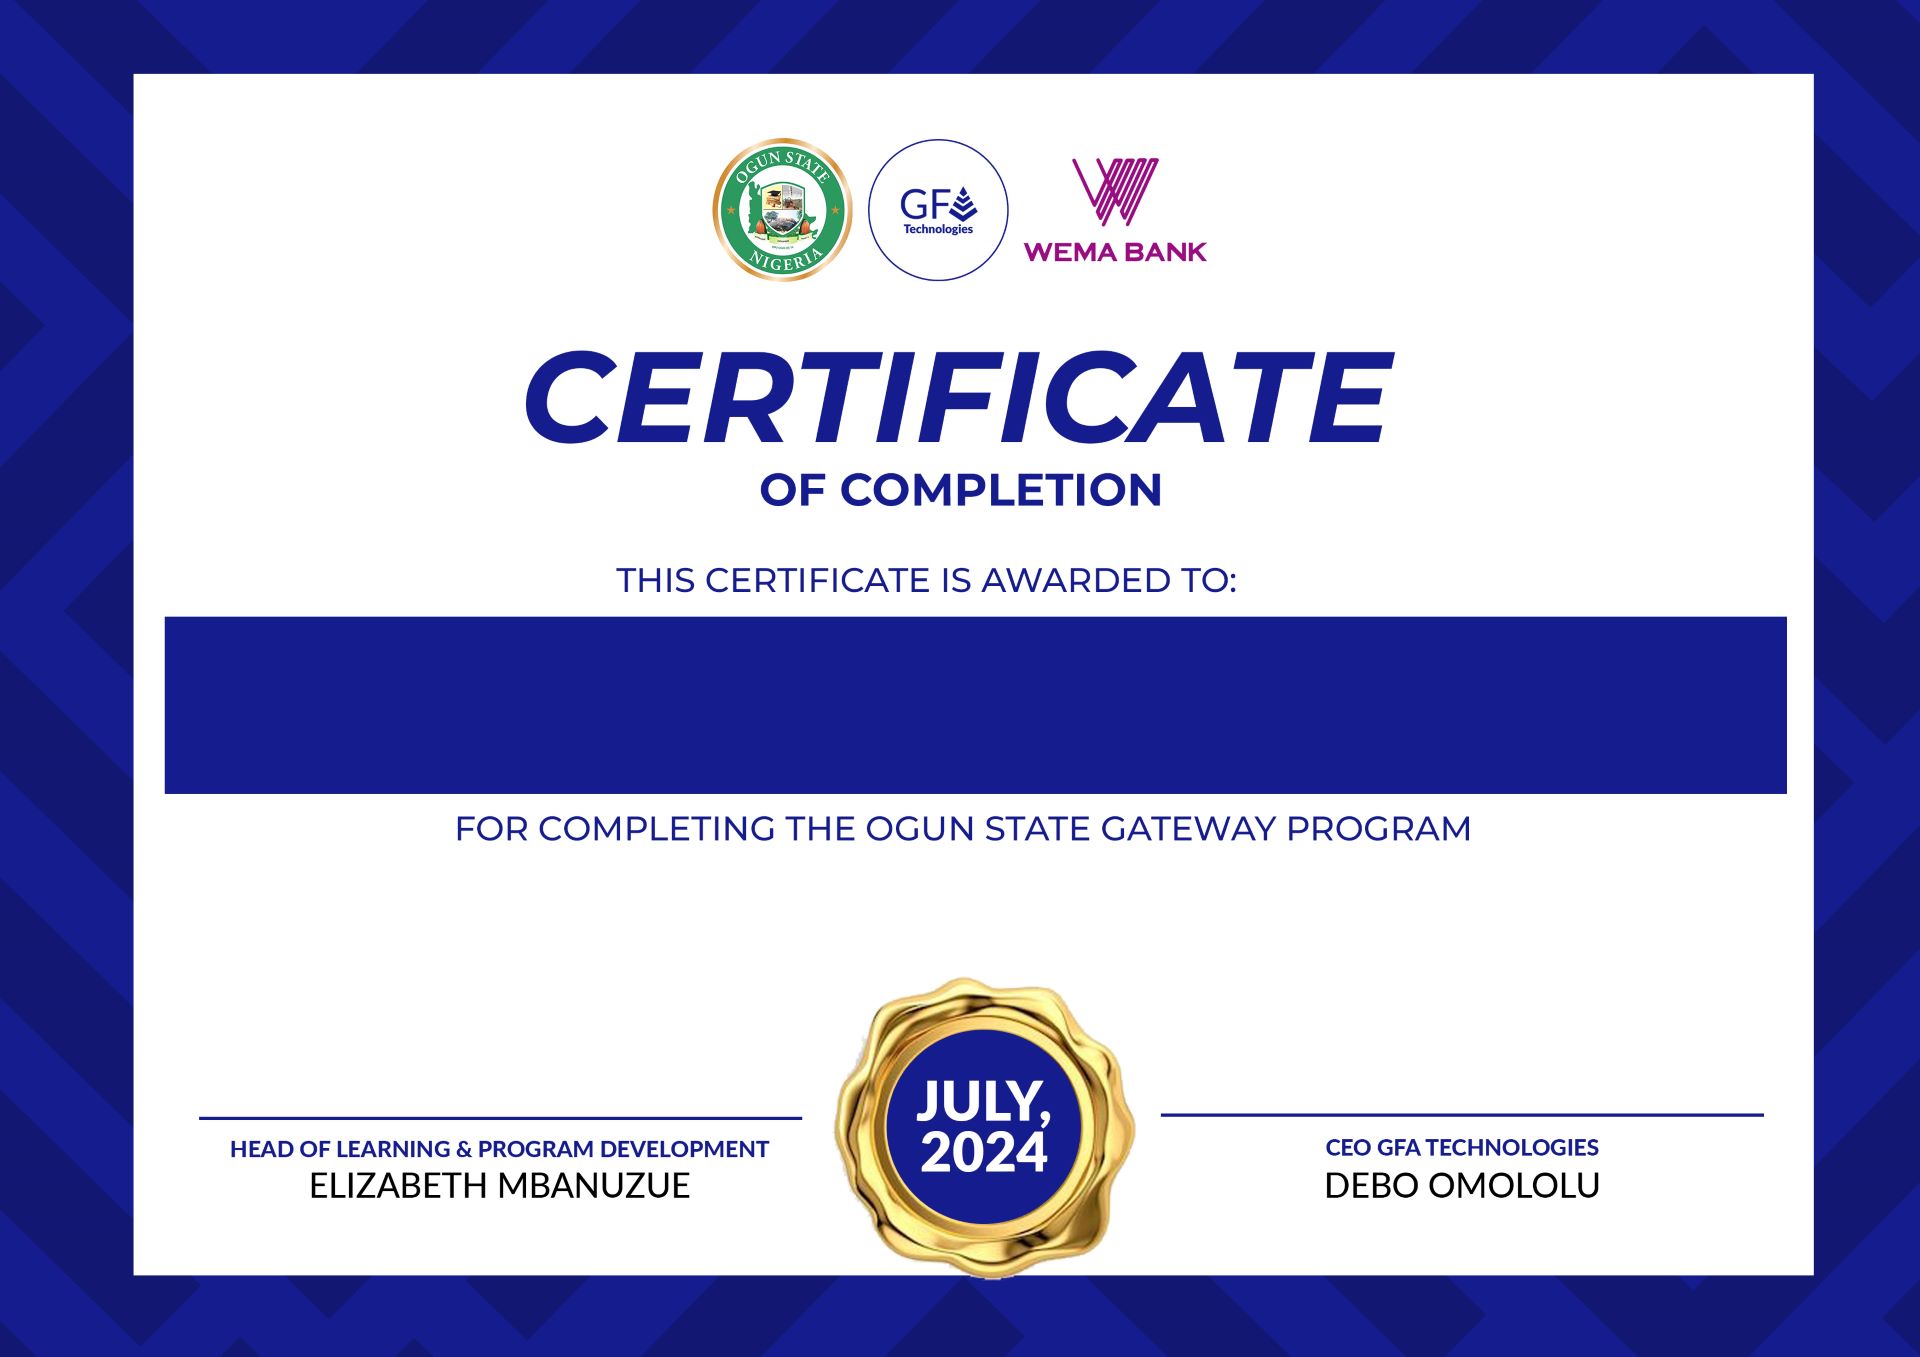 OGUN STATE
NIGERIA
GFA
Technologies
WEMA BANK
CERTIFICATE
OF COMPLETION
THIS CERTIFICATE IS AWARDED TO:
FOR COMPLETING THE OGUN STATE GATEWAY PROGRAM
HEAD OF LEARNING & PROGRAM DEVELOPMENT
ELIZABETH MBANUZUE
JULY,
2024
CEO GFA TECHNOLOGIES
DEBO OMOLOLU